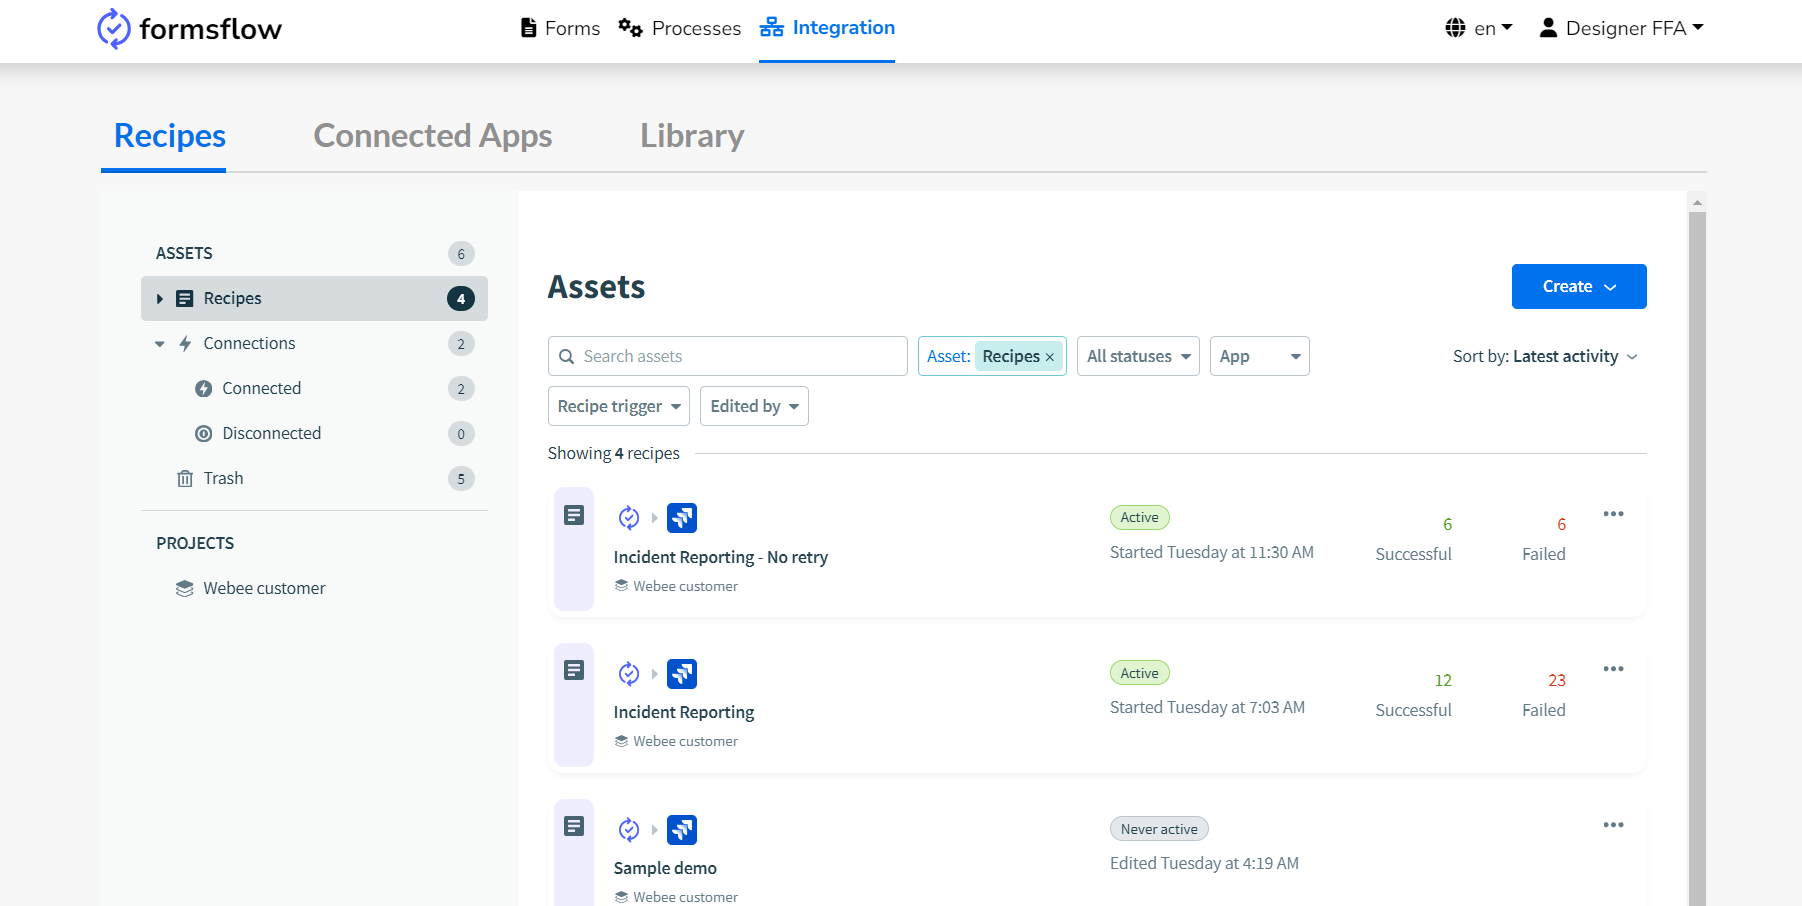 formsflow
Forms Processes Integration
en Designer FFA
Recipes Connected Apps Library
ASSETS 6
Recipes 4
Connections 2
Connected 2
Disconnected 0
Trash 5
PROJECTS
Webee customer
Assets
Create
Search assets Asset: Recipes × All statuses App Sort by: Latest activity
Recipe trigger Edited by
Showing 4 recipes
Incident Reporting - No retry
Webee customer
Active
Started Tuesday at 11:30 AM
6
Successful
6
Failed
Incident Reporting
Webee customer
Active
Started Tuesday at 7:03 AM
12
Successful
23
Failed
Sample demo
Webee customer
Never active
Edited Tuesday at 4:19 AM